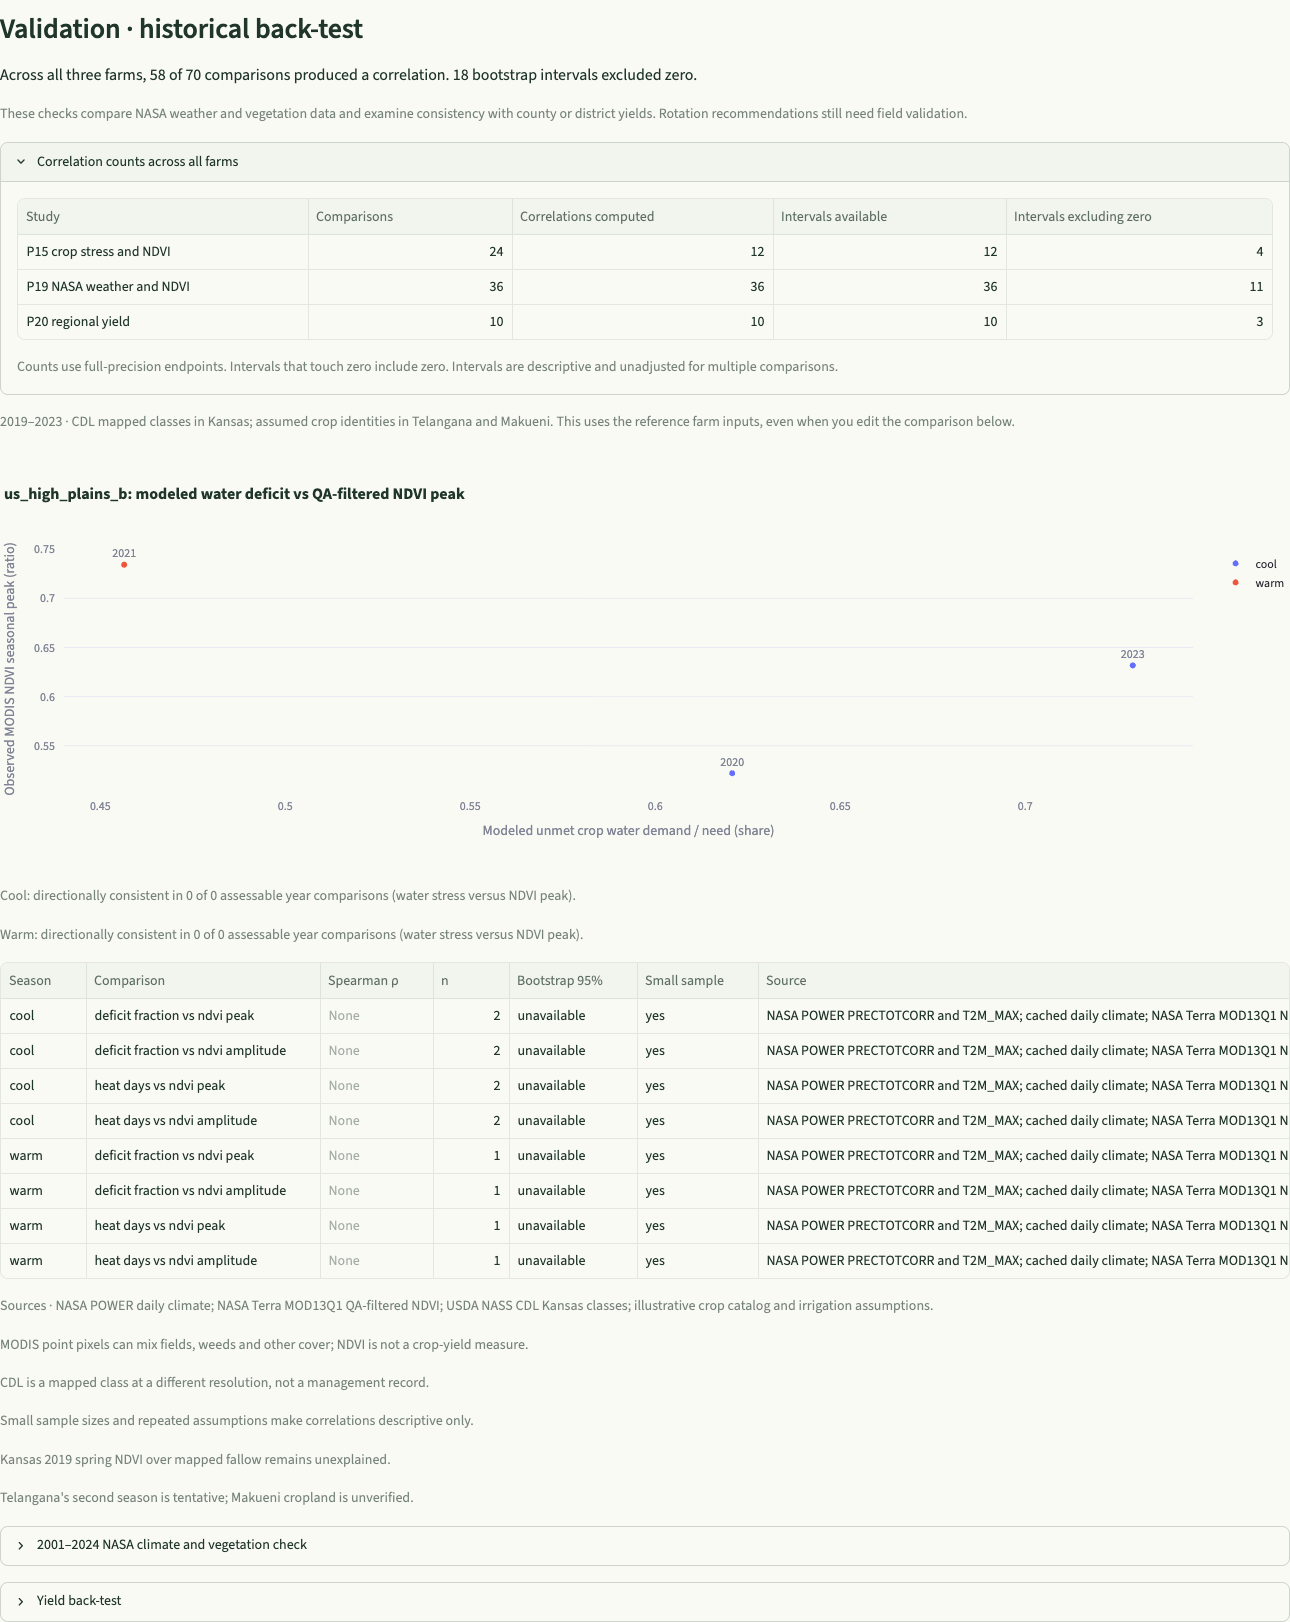 Validation · historical back-test
Across all three farms, 58 of 70 comparisons produced a correlation. 18 bootstrap intervals excluded zero.
These checks compare NASA weather and vegetation data and examine consistency with county or district yields. Rotation recommendations still need field validation.
Correlation counts across all farms
Study Comparisons Correlations computed Intervals available Intervals excluding zero
P15 crop stress and NDVI 24 12 12 4
P19 NASA weather and NDVI 36 36 36 11
P20 regional yield 10 10 10 3
Counts use full-precision endpoints. Intervals that touch zero include zero. Intervals are descriptive and unadjusted for multiple comparisons.
2019–2023 · CDL mapped classes in Kansas; assumed crop identities in Telangana and Makueni. This uses the reference farm inputs, even when you edit the comparison below.
us_high_plains_b: modeled water deficit vs QA-filtered NDVI peak
Observed MODIS NDVI seasonal peak (ratio)
0.75
0.7
0.65
0.6
0.55
2021
2023
2020
cool
warm
0.45 0.5 0.55 0.6 0.65 0.7
Modeled unmet crop water demand / need (share)
Cool: directionally consistent in 0 of 0 assessable year comparisons (water stress versus NDVI peak).
Warm: directionally consistent in 0 of 0 assessable year comparisons (water stress versus NDVI peak).
Season Comparison Spearman ρ n Bootstrap 95% Small sample Source
cool deficit fraction vs ndvi peak None 2 unavailable yes NASA POWER PRECTOTCORR and T2M_MAX; cached daily climate; NASA Terra MOD13Q1 N
cool deficit fraction vs ndvi amplitude None 2 unavailable yes NASA POWER PRECTOTCORR and T2M_MAX; cached daily climate; NASA Terra MOD13Q1 N
cool heat days vs ndvi peak None 2 unavailable yes NASA POWER PRECTOTCORR and T2M_MAX; cached daily climate; NASA Terra MOD13Q1 N
cool heat days vs ndvi amplitude None 2 unavailable yes NASA POWER PRECTOTCORR and T2M_MAX; cached daily climate; NASA Terra MOD13Q1 N
warm deficit fraction vs ndvi peak None 1 unavailable yes NASA POWER PRECTOTCORR and T2M_MAX; cached daily climate; NASA Terra MOD13Q1 N
warm deficit fraction vs ndvi amplitude None 1 unavailable yes NASA POWER PRECTOTCORR and T2M_MAX; cached daily climate; NASA Terra MOD13Q1 N
warm heat days vs ndvi peak None 1 unavailable yes NASA POWER PRECTOTCORR and T2M_MAX; cached daily climate; NASA Terra MOD13Q1 N
warm heat days vs ndvi amplitude None 1 unavailable yes NASA POWER PRECTOTCORR and T2M_MAX; cached daily climate; NASA Terra MOD13Q1 N
Sources · NASA POWER daily climate; NASA Terra MOD13Q1 QA-filtered NDVI; USDA NASS CDL Kansas classes; illustrative crop catalog and irrigation assumptions.
MODIS point pixels can mix fields, weeds and other cover; NDVI is not a crop-yield measure.
CDL is a mapped class at a different resolution, not a management record.
Small sample sizes and repeated assumptions make correlations descriptive only.
Kansas 2019 spring NDVI over mapped fallow remains unexplained.
Telangana's second season is tentative; Makueni cropland is unverified.
2001–2024 NASA climate and vegetation check
Yield back-test